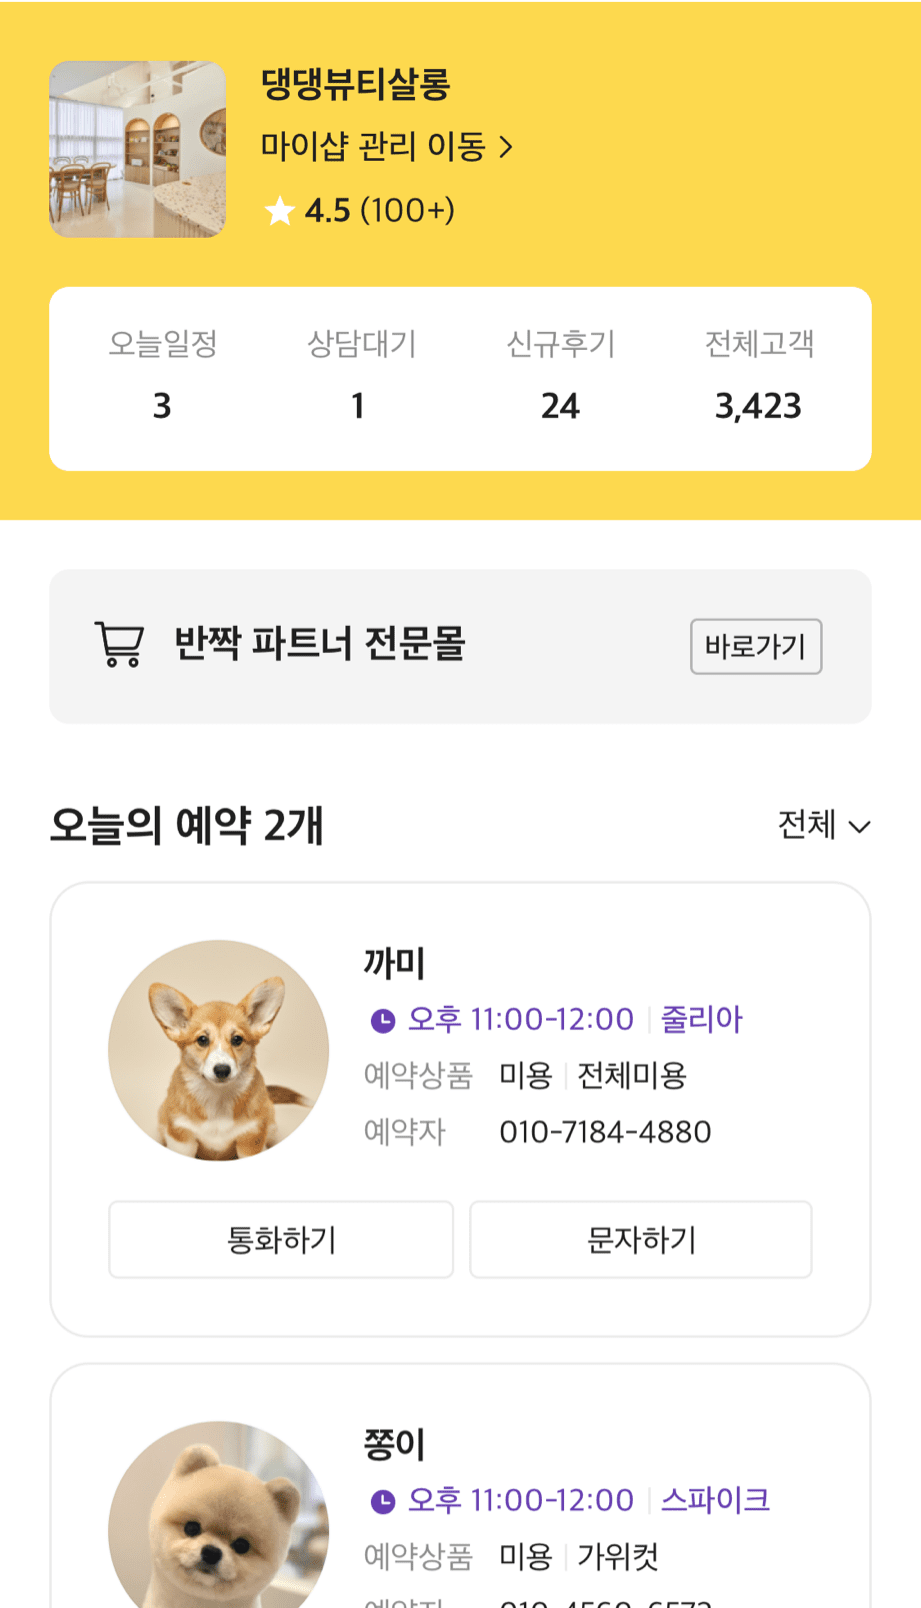 댕댕뷰티살롱
마이샵 관리 이동 >
4.5 (100+)
오늘일정 상담대기 신규후기 전체고객
3 1 24 3,423
반짝 파트너 전문몰 바로가기
오늘의 예약 2개 전체
까미
오후 11:00-12:00 | 줄리아
예약상품 미용 | 전체미용
예약자 010-7184-4880
통화하기 문자하기
쫑이
오후 11:00-12:00 | 스파이크
예약상품 미용 | 가위컷